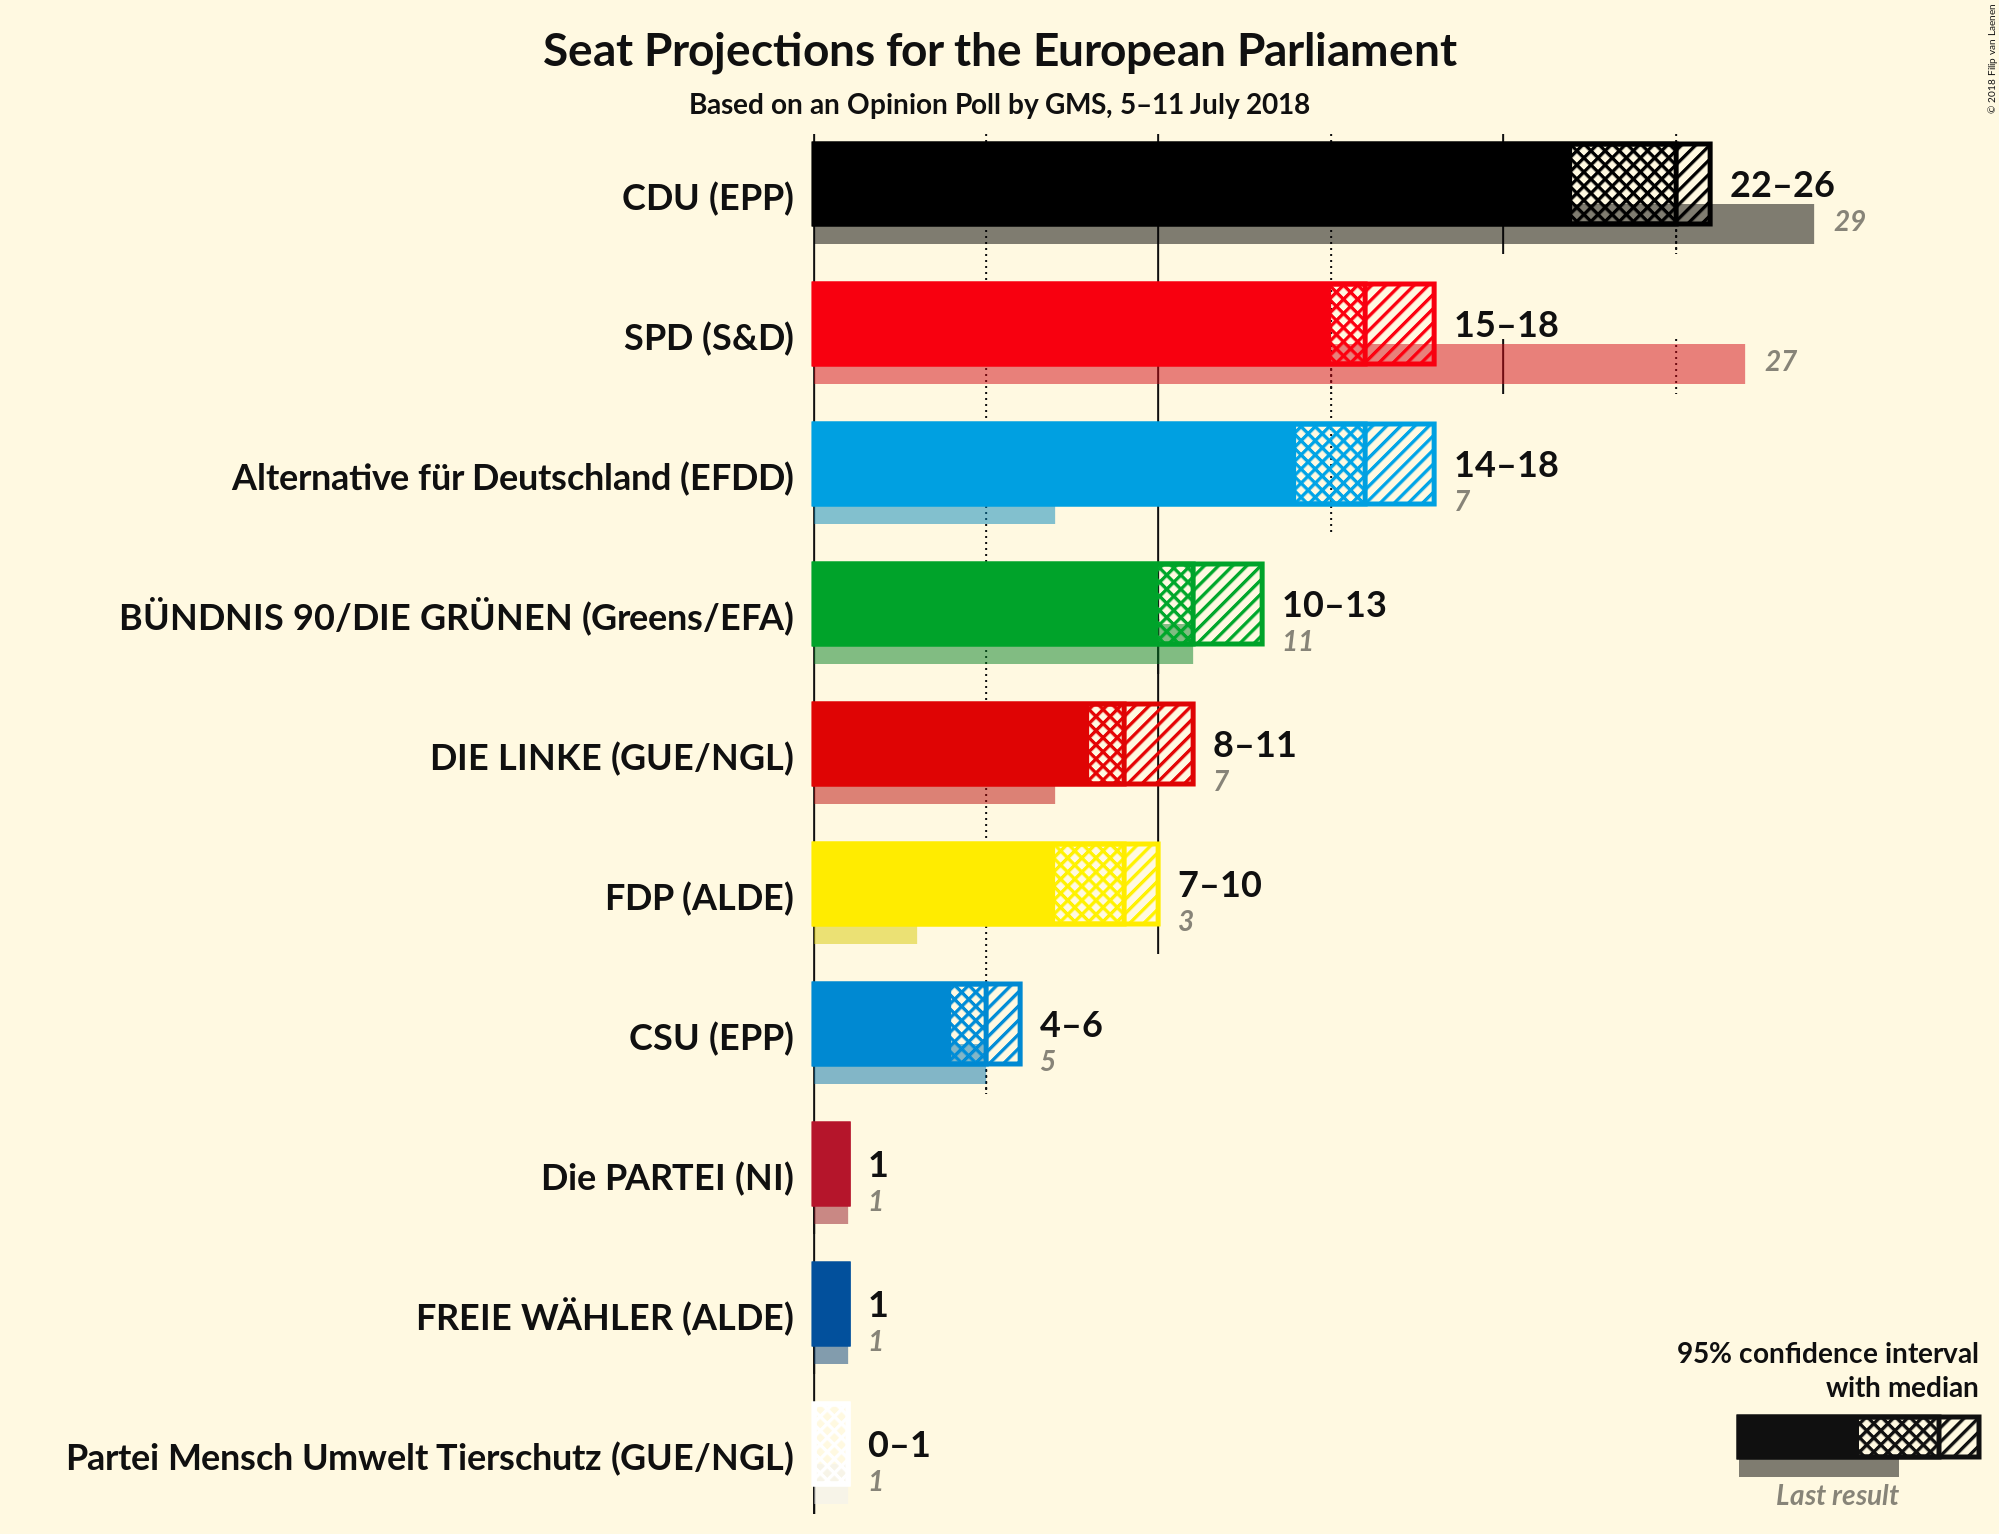 Seat Projections for the European Parliament
Based on an Opinion Poll by GMS, 5–11 July 2018
© 2018 Filip van Laenen
CDU (EPP)
22–26
29
SPD (S&D)
15–18
27
Alternative für Deutschland (EFDD)
14–18
7
BÜNDNIS 90/DIE GRÜNEN (Greens/EFA)
10–13
11
DIE LINKE (GUE/NGL)
8–11
7
FDP (ALDE)
7–10
3
CSU (EPP)
4–6
5
Die PARTEI (NI)
1
1
FREIE WÄHLER (ALDE)
1
1
Partei Mensch Umwelt Tierschutz (GUE/NGL)
0–1
1
95% confidence interval
with median
Last result